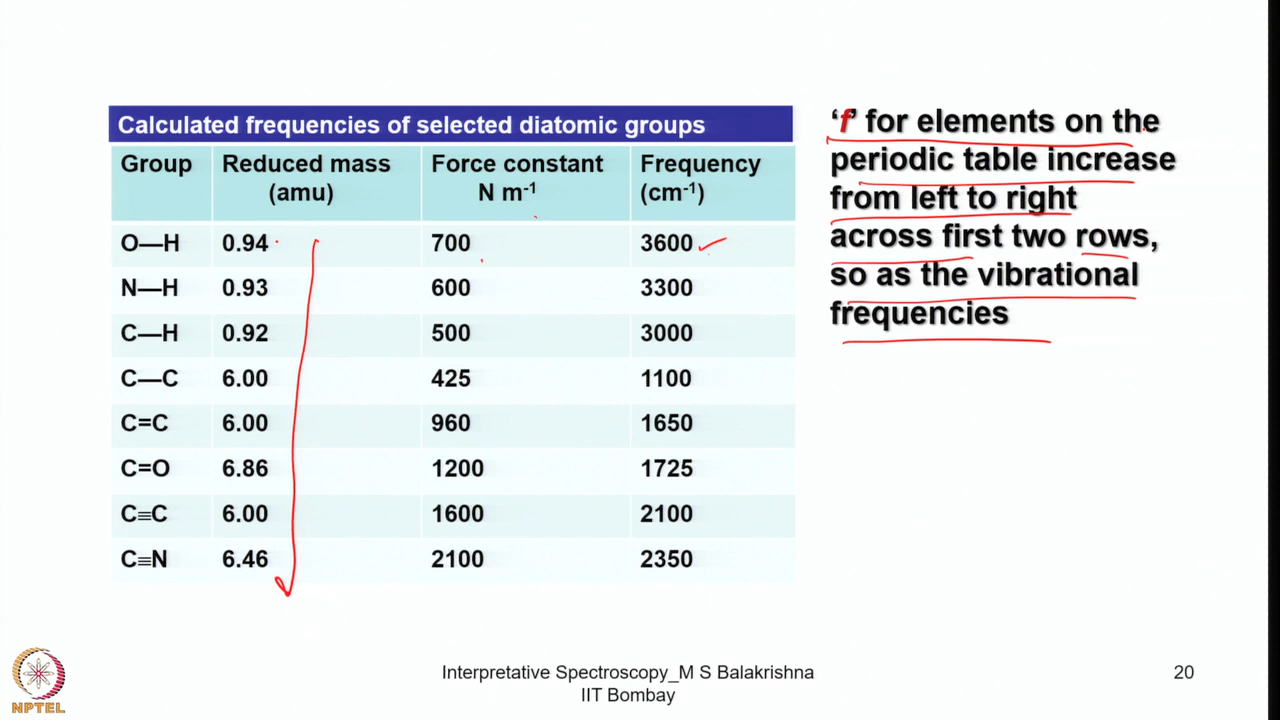 Calculated frequencies of selected diatomic groups
Group Reduced mass (amu) Force constant N m-1 Frequency (cm-1)
O—H 0.94 700 3600
N—H 0.93 600 3300
C—H 0.92 500 3000
C—C 6.00 425 1100
C=C 6.00 960 1650
C=O 6.86 1200 1725
C≡C 6.00 1600 2100
C≡N 6.46 2100 2350
‘f’ for elements on the
periodic table increase
from left to right
across first two rows,
so as the vibrational
frequencies
NPTEL
Interpretative Spectroscopy_M S Balakrishna
IIT Bombay
20